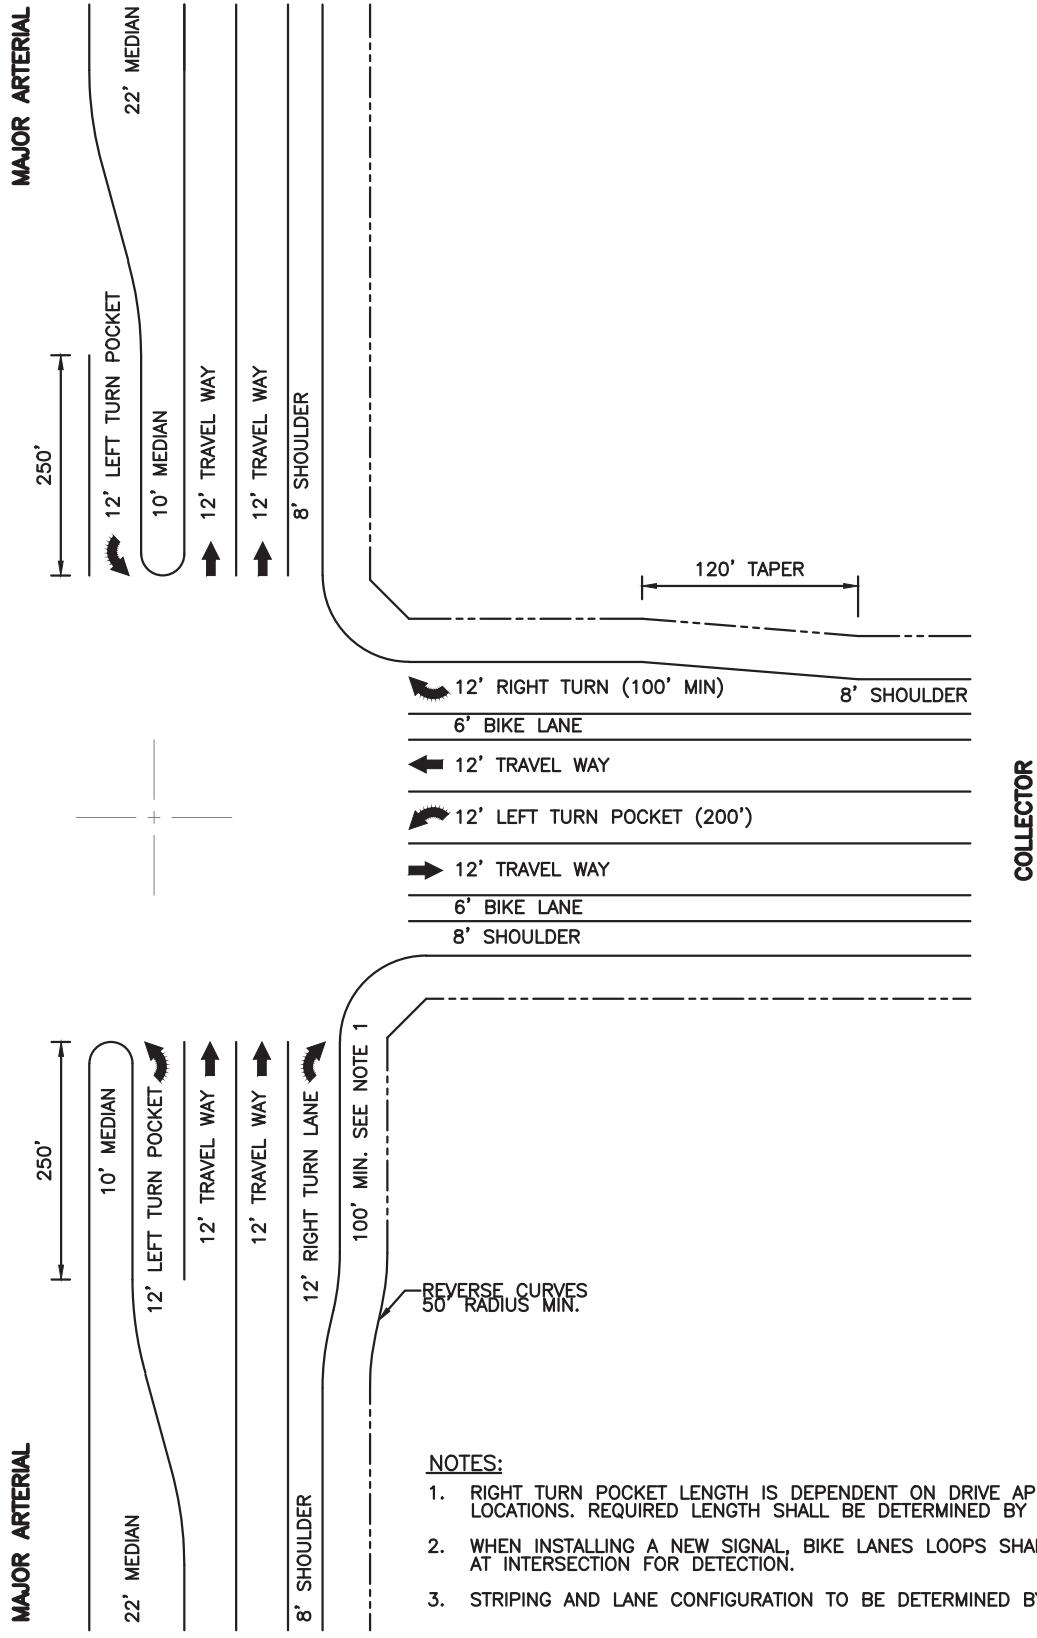 MAJOR ARTERIAL
22' MEDIAN
250'
12' LEFT TURN POCKET
10' MEDIAN
12' TRAVEL WAY
12' TRAVEL WAY
8' SHOULDER
120' TAPER
12' RIGHT TURN (100' MIN)
8' SHOULDER
6' BIKE LANE
12' TRAVEL WAY
12' LEFT TURN POCKET (200')
12' TRAVEL WAY
6' BIKE LANE
8' SHOULDER
COLLECTOR
250'
10' MEDIAN
12' LEFT TURN POCKET
12' TRAVEL WAY
12' TRAVEL WAY
12' RIGHT TURN LANE
100' MIN. SEE NOTE 1
REVERSE CURVES
50' RADIUS MIN.
MAJOR ARTERIAL
22' MEDIAN
8' SHOULDER
NOTES:
1. RIGHT TURN POCKET LENGTH IS DEPENDENT ON DRIVE
LOCATIONS. REQUIRED LENGTH SHALL BE DETERMINED BY
2. WHEN INSTALLING A NEW SIGNAL, BIKE LANES LOOPS
AT INTERSECTION FOR DETECTION.
3. STRIPING AND LANE CONFIGURATION TO BE DETERMINED